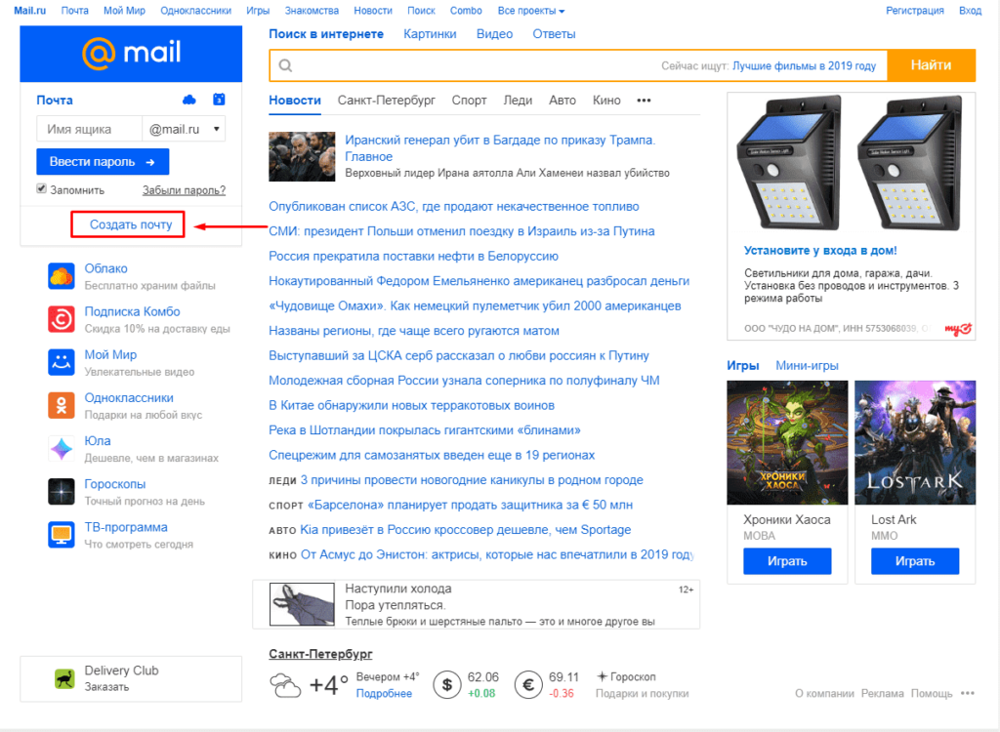 Mail.ru Почта Мой Мир Одноклассники Игры Знакомства Новости Поиск Combo Все проекты
Регистрация Вход
@mail
Почта
3
Имя ящика @mail.ru
Ввести пароль →
Запомнить Забыли пароль?
Создать почту
Облако
Бесплатно храним файлы
Подписка Комбо
Скидка 10% на доставку еды
Мой Мир
Увлекательные видео
Одноклассники
Подарки на любой вкус
Юла
Дешевле, чем в магазинах
Гороскопы
Точный прогноз на день
ТВ-программа
Что смотреть сегодня
Delivery Club
Заказать
Поиск в интернете Картинки Видео Ответы
Сейчас ищут: Лучшие фильмы в 2019 году Найти
Новости Санкт-Петербург Спорт Леди Авто Кино •••
Иранский генерал убит в Багдаде по приказу Трампа.
Главное
Верховный лидер Ирана аятолла Али Хаменеи назвал убийство
Опубликован список АЗС, где продают некачественное топливо
СМИ: президент Польши отменил поездку в Израиль из-за Путина
Россия прекратила поставки нефти в Белоруссию
Нокаутированный Федором Емельяненко американец разбросал деньги
«Чудовище Омахи». Как немецкий пулеметчик убил 2000 американцев
Названы регионы, где чаще всего ругаются матом
Выступавший за ЦСКА серб рассказал о любви россиян к Путину
Молодежная сборная России узнала соперника по полуфиналу ЧМ
В Китае обнаружили новых терракотовых воинов
Река в Шотландии покрылась гигантскими «блинами»
Спецрежим для самозанятых введен еще в 19 регионах
ЛЕДИ 3 причины провести новогодние каникулы в родном городе
СПОРТ «Барселона» планирует продать защитника за € 50 млн
АВТО Kia привезёт в Россию кроссовер дешевле, чем Sportage
КИНО От Асмус до Энистон: актрисы, которые нас впечатлили в 2019 году
Наступили холода 12+
Пора утепляться.
Теплые брюки и шерстяные пальто — это и многое другое вы
Санкт-Петербург
+4° Вечером +4°
Подробнее
$ 62.06
+0.08
€ 69.11
-0.36
Гороскоп
Подарки и покупки
Установите у входа в дом!
Светильники для дома, гаража, дачи.
Установка без проводов и инструментов. 3
режима работы
ООО "ЧУДО НА ДОМ", ИНН 5753068039, О
my
Игры Мини-игры
ХРОНИКИ
ХАОСА
LOSTARK
Хроники Хаоса
MOBA
Играть
Lost Ark
MMO
Играть
О компании Реклама Помощь •••